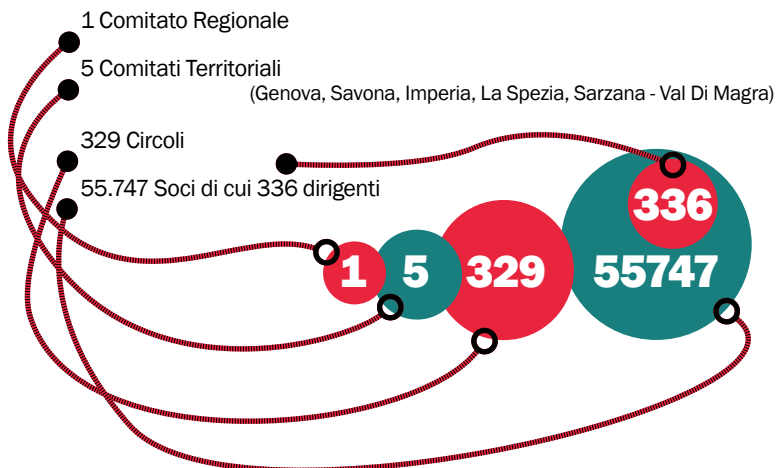 1 Comitato Regionale
5 Comitati Territoriali
(Genova, Savona, Imperia, La Spezia, Sarzana - Val Di Magra)
329 Circoli
55.747 Soci di cui 336 dirigenti
336
1 5 329 55747